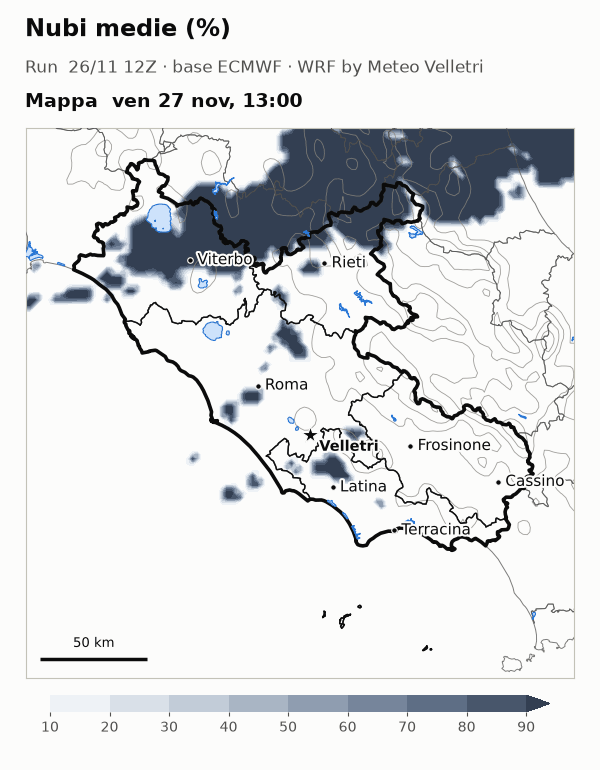 Nubi medie (%)
Run  26/11 12Z · base ECMWF · WRF by Meteo Velletri
Mappa  ven 27 nov, 13:00
Viterbo
Rieti
Roma
Velletri
Frosinone
Cassino
Latina
Terracina
50 km
10 20 30 40 50 60 70 80 90